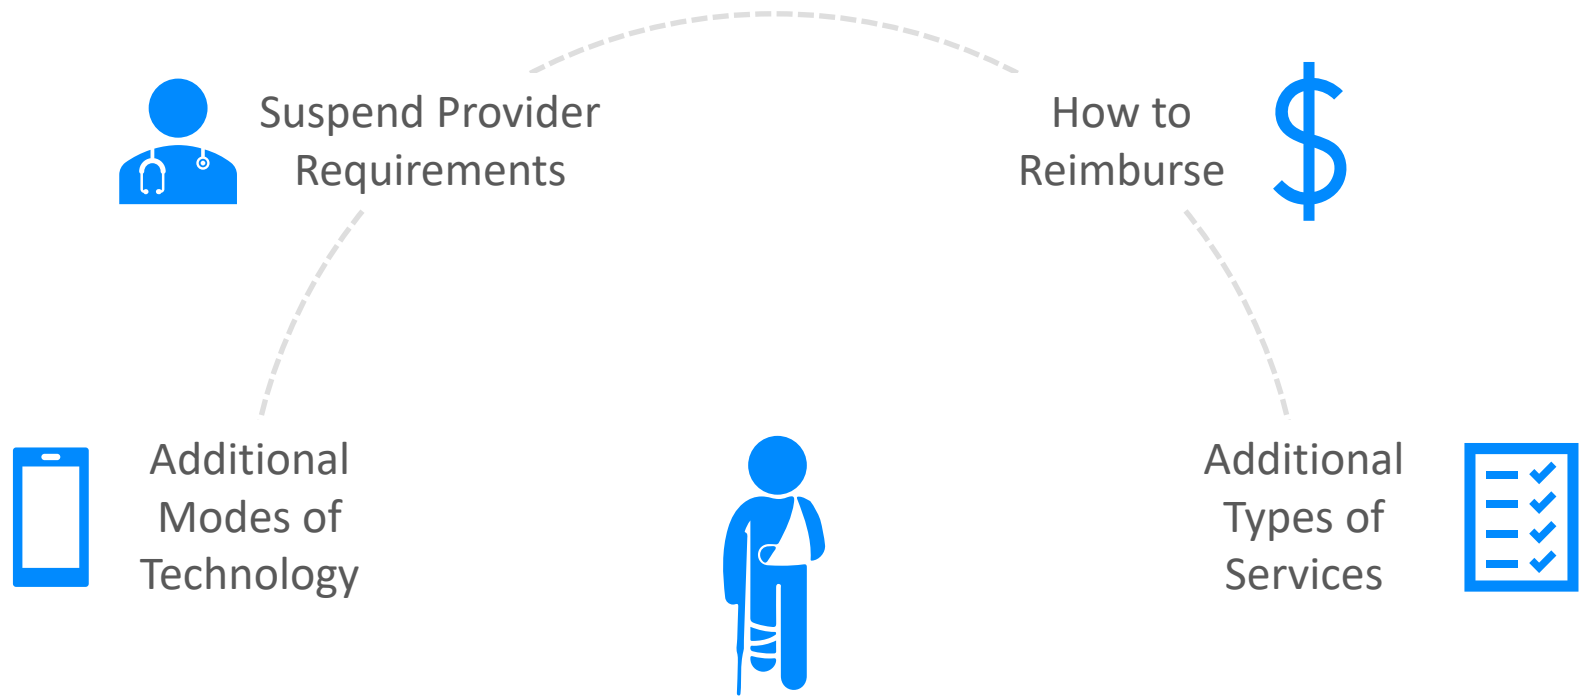 Suspend Provider
Requirements
How to
Reimburse
Additional
Modes of
Technology
Additional
Types of
Services